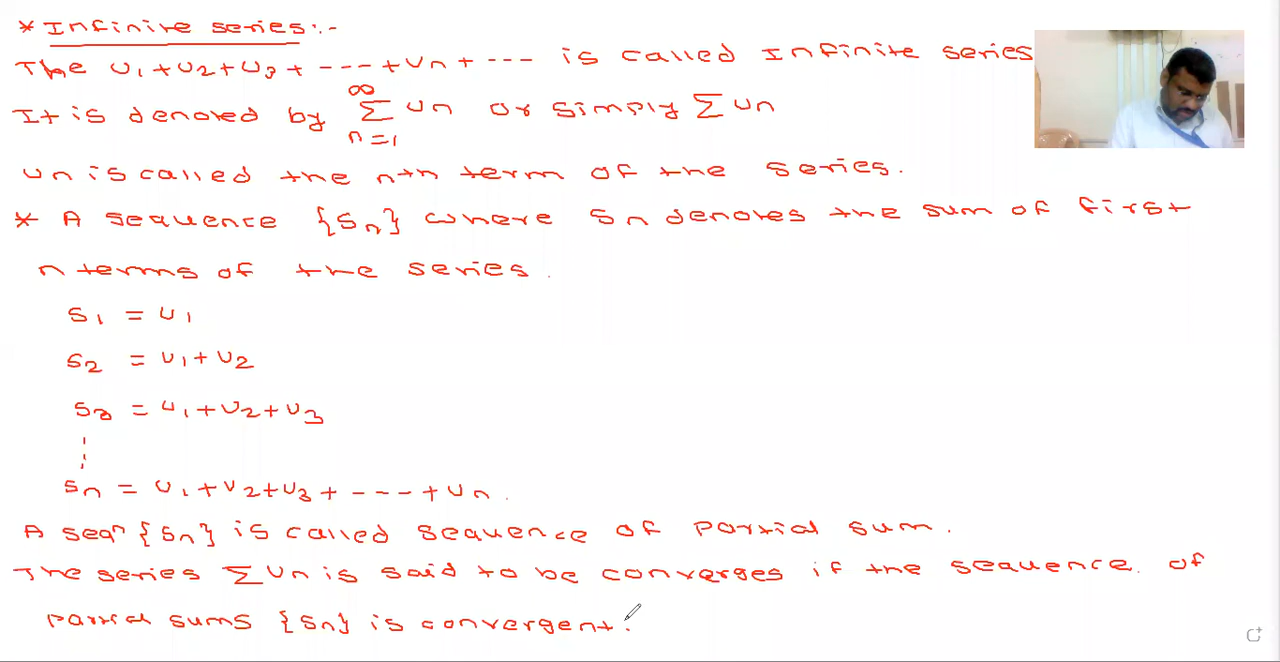 * Infinite series:-
The u1+u2+u3+---+un+--- is called Infinite series
It is denoted by ∞∑n=1 un or simply ∑un
un is called the nth term of the series.
* A sequence {Sn} where Sn denotes the sum of first
n terms of the series.
S1 = u1
S2 = u1+u2
S3 = u1+u2+u3
⋮
Sn = u1+u2+u3+----+un.
A seqn {Sn} is called sequence of partial sum.
The series ∑un is said to be converges if the sequence of
partial sums {Sn} is convergent.